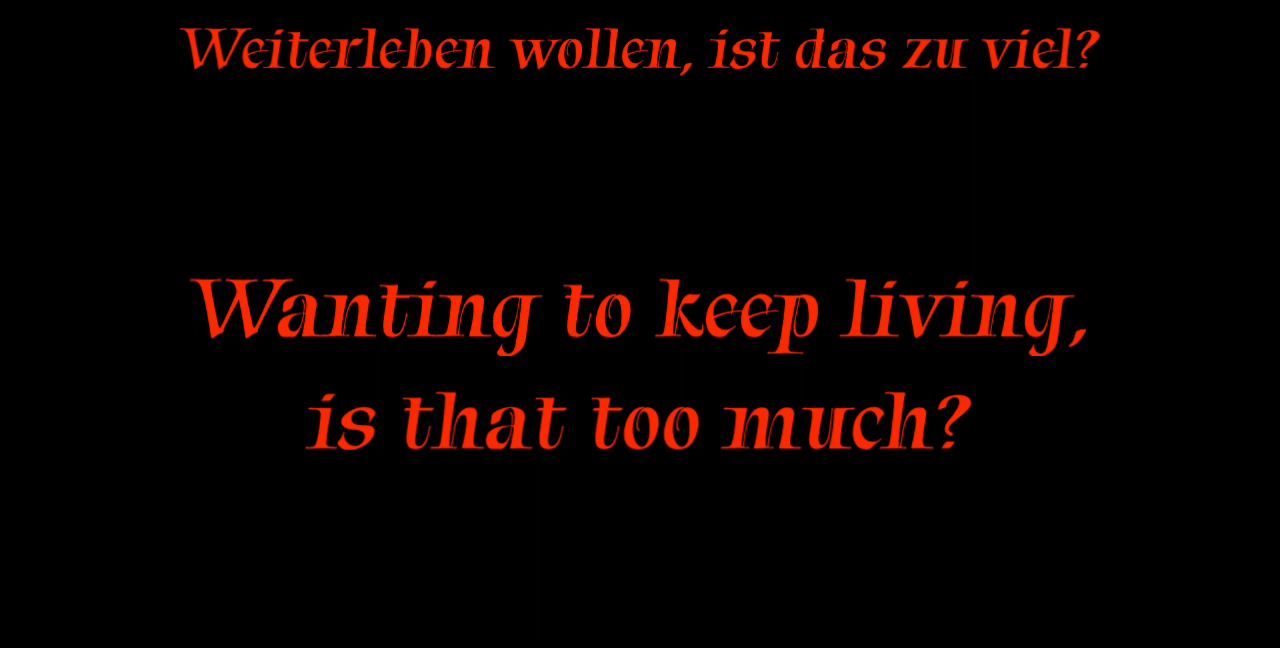 Weiterleben wollen, ist das zu viel?
Wanting to keep living,
is that too much?